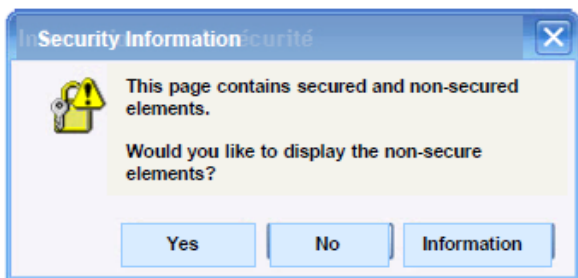 Security Information écurité
This page contains secured and non-secured
elements.
Would you like to display the non-secure
elements?
Yes No Information